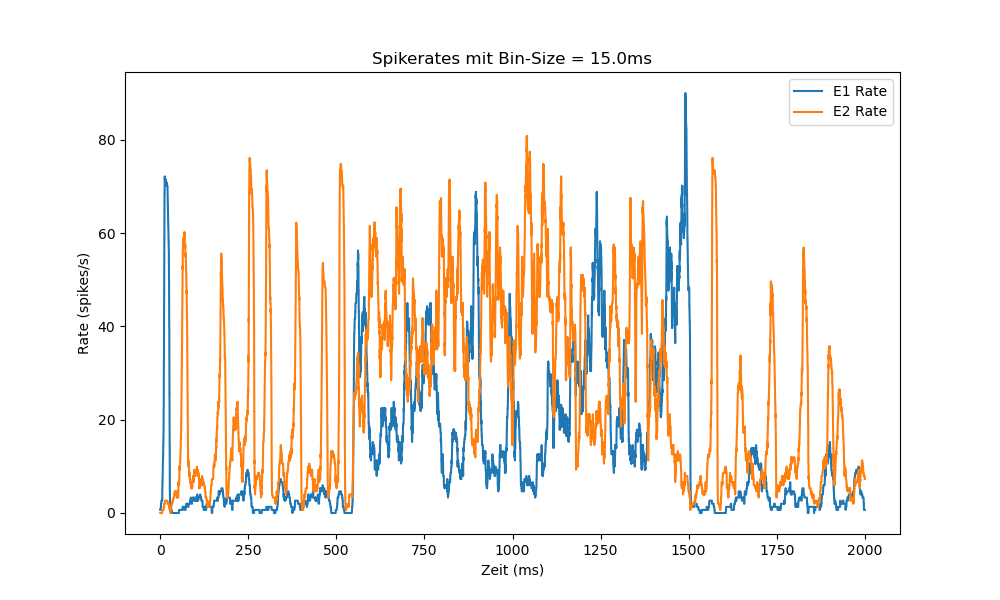 Spikerates mit Bin-Size = 15.0ms
E1 Rate
E2 Rate
80
60
40
20
0
Rate (spikes/s)
0 250 500 750 1000 1250 1500 1750 2000
Zeit (ms)